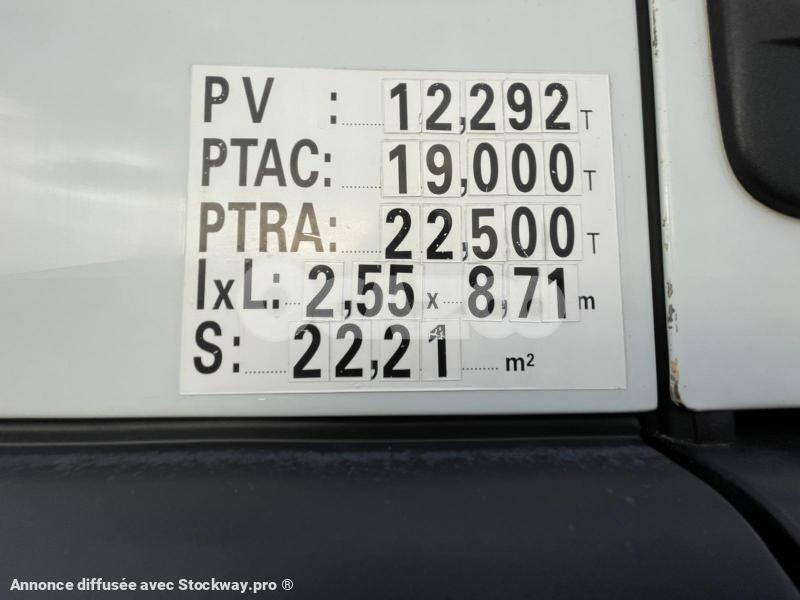 PV : 12,292 T
PTAC: 19,000 T
PTRA: 22,500 T
IxL: 2,55 x 8,71 m
S: 22,21 m²
Annonce diffusée avec Stockway.pro ®